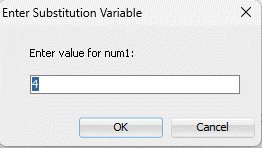 Enter Substitution Variable
Enter value for num1:
4
OK
Cancel